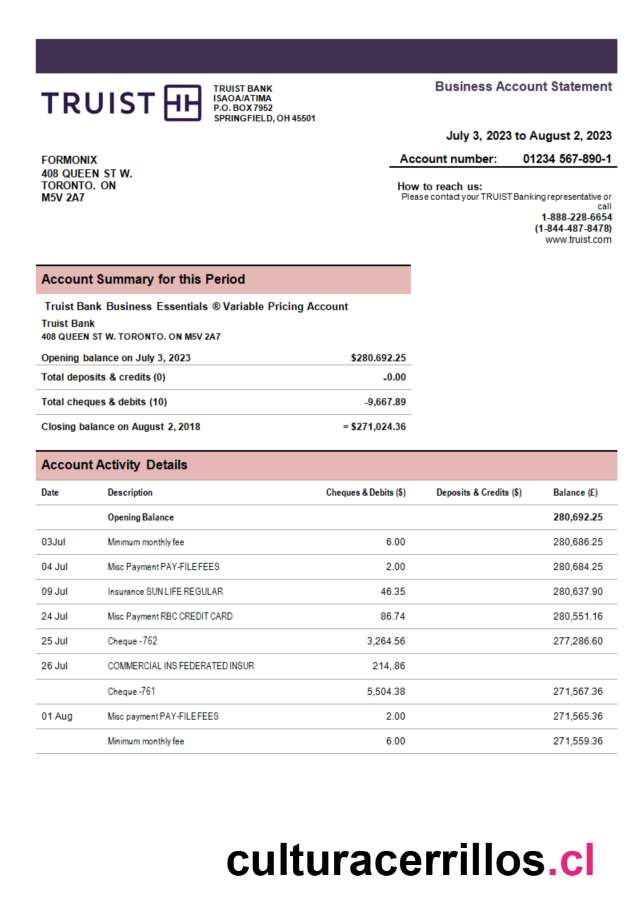 TRUIST
TRUIST BANK
ISAOA/ATIMA
P.O. BOX 7952
SPRINGFIELD, OH 45501
Business Account Statement
July 3, 2023 to August 2, 2023
Account number: 01234 567-890-1
FORMONIX
408 QUEEN ST W.
TORONTO. ON
M5V 2A7
How to reach us:
Please contact your TRUIST Banking representative or
call
1-888-228-6654
(1-844-487-8478)
www.truist.com
Account Summary for this Period
Truist Bank Business Essentials ® Variable Pricing Account
Truist Bank
408 QUEEN ST W. TORONTO. ON M5V 2A7
Opening balance on July 3, 2023 $280.692.25
Total deposits & credits (0) -0.00
Total cheques & debits (10) -9,667.89
Closing balance on August 2, 2018 = $271,024.36
Account Activity Details
Date Description Cheques & Debits ($) Deposits & Credits ($) Balance (£)
Opening Balance 280,692.25
03Jul Minimum monthly fee 6.00 280,686.25
04 Jul Misc Payment PAY-FILE FEES 2.00 280,684.25
09 Jul Insurance SUN LIFE REGULAR 46.35 280,637.90
24 Jul Misc Payment RBC CREDIT CARD 86.74 280,551.16
25 Jul Cheque -762 3,264.56 277,286.60
26 Jul COMMERCIAL INS FEDERATED INSUR 214,.86
Cheque -761 5,504.38 271,567.36
01 Aug Misc payment PAY-FILE FEES 2.00 271,565.36
Minimum monthly fee 6.00 271,559.36
culturacerrillos.cl